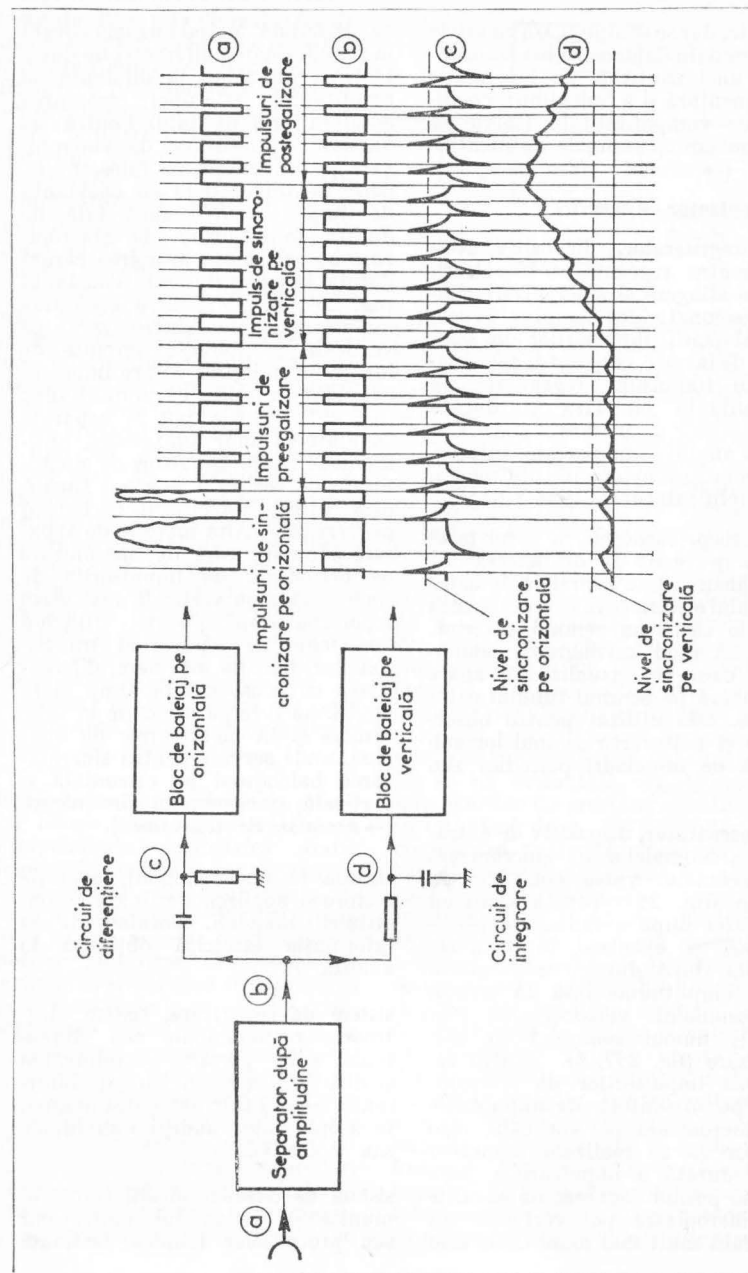 a
Separator după
amplitudine
b
Circuit de
diferențiere
c
Bloc de baleiaj pe
orizontală
d
Circuit de
integrare
Bloc de baleiaj pe
verticală
Impulsuri de sin-
cronizare pe orizontală
Impulsuri de
preegalizare
Impuls de sincro-
nizare pe
verticală
Impulsuri de
postegalizare
a
b
c
d
Nivel de
sincronizare
pe orizontală
Nivel de
sincronizare
pe verticală